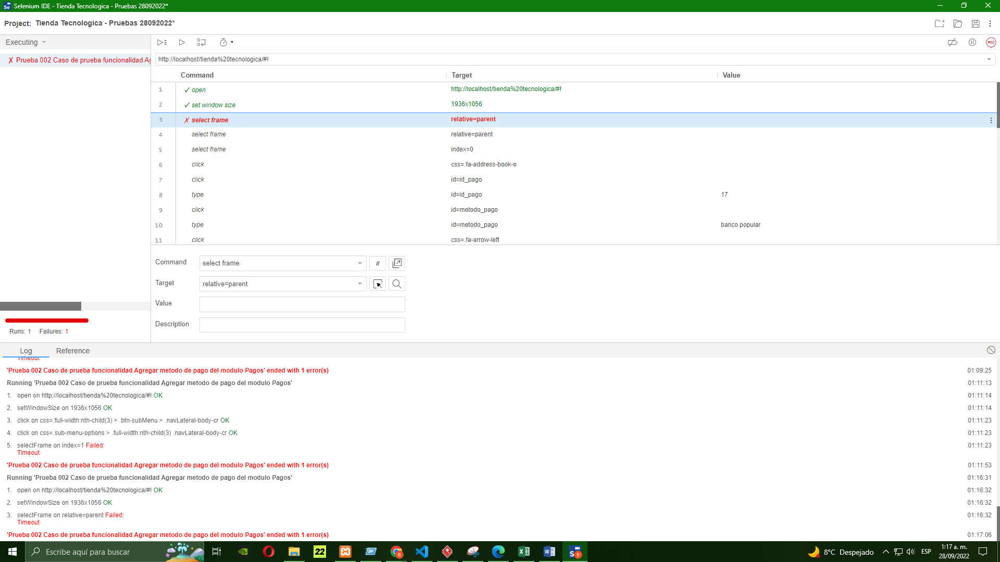 Selenium IDE - Tienda Tecnologica - Pruebas 28092022*
Project: Tienda Tecnologica - Pruebas 28092022*
Executing
REC
✗ Prueba 002 Caso de prueba funcionalidad Ag
http://localhost/tienda%20tecnologica/#!
Command Target Value
1 ✓ open http://localhost/tienda%20tecnologica/#!
2 ✓ set window size 1936x1056
3 ✗ select frame relative=parent
4 select frame relative=parent
5 select frame index=0
6 click css=.fa-address-book-o
7 click id=id_pago
8 type id=id_pago 17
9 click id=metodo_pago
10 type id=metodo_pago banco popular
11 click css=.fa-arrow-left
Command select frame //
Target relative=parent
Value
Description
Runs: 1 Failures: 1
Log Reference
Timeout
'Prueba 002 Caso de prueba funcionalidad Agregar metodo de pago del modulo Pagos' ended with 1 error(s) 01:09:25
Running 'Prueba 002 Caso de prueba funcionalidad Agregar metodo de pago del modulo Pagos' 01:11:13
1. open on http://localhost/tienda%20tecnologica/#! OK 01:11:14
2. setWindowSize on 1936x1056 OK 01:11:14
3. click on css=.full-width:nth-child(3) > .btn-subMenu > .navLateral-body-cr OK 01:11:23
4. click on css=.sub-menu-options > .full-width:nth-child(3) .navLateral-body-cr OK 01:11:23
5. selectFrame on index=1 Failed: 01:11:23
Timeout
'Prueba 002 Caso de prueba funcionalidad Agregar metodo de pago del modulo Pagos' ended with 1 error(s) 01:11:53
Running 'Prueba 002 Caso de prueba funcionalidad Agregar metodo de pago del modulo Pagos' 01:16:31
1. open on http://localhost/tienda%20tecnologica/#! OK 01:16:32
2. setWindowSize on 1936x1056 OK 01:16:32
3. selectFrame on relative=parent Failed: 01:16:32
Timeout
'Prueba 002 Caso de prueba funcionalidad Agregar metodo de pago del modulo Pagos' ended with 1 error(s) 01:17:06
Escribe aquí para buscar
22
8°C Despejado
ESP
1:17 a. m.
28/09/2022